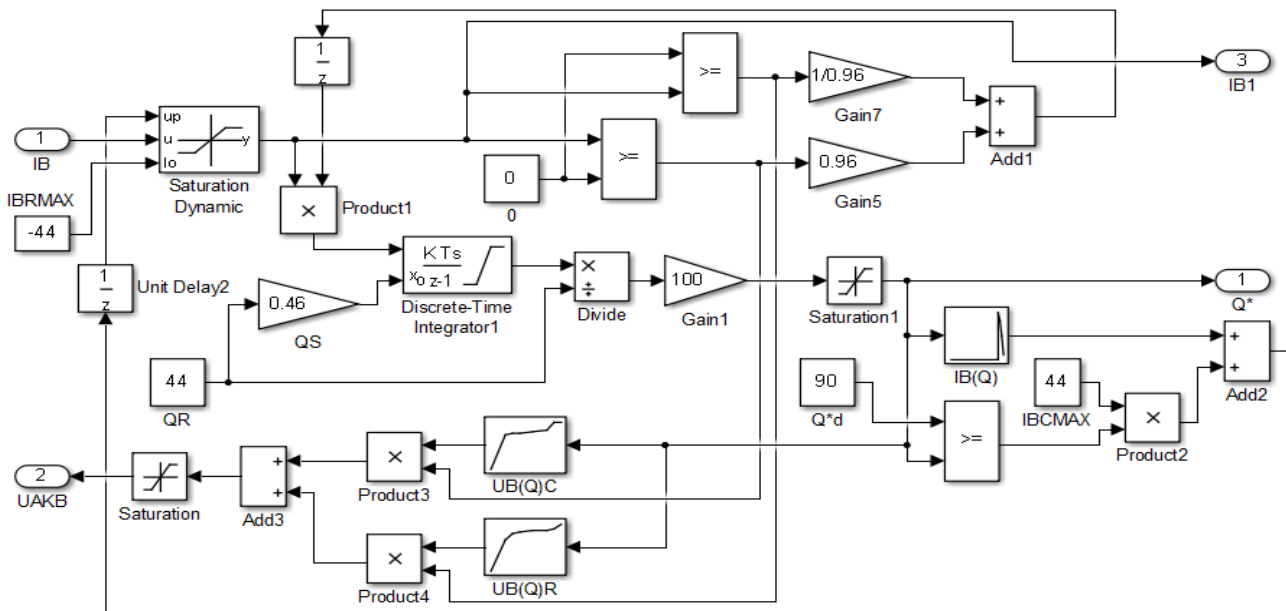 1
z
>=
1/0.96
Gain7
3
IB1
up
u
y
lo
1
IB
Saturation
Dynamic
+
+
Add1
>=
0.96
Gain5
0
0
IBRMAX
-44
×
Product1
1
z
Unit Delay2
0.46
QS
KTs
z-1
xo
Discrete-Time
Integrator1
×
÷
Divide
100
Gain1
Saturation1
1
Q*
44
QR
90
Q*d
IB(Q)
44
IBCMAX
+
+
Add2
>=
×
Product2
2
UAKB
Saturation
+
+
Add3
×
Product3
UB(Q)C
×
Product4
UB(Q)R